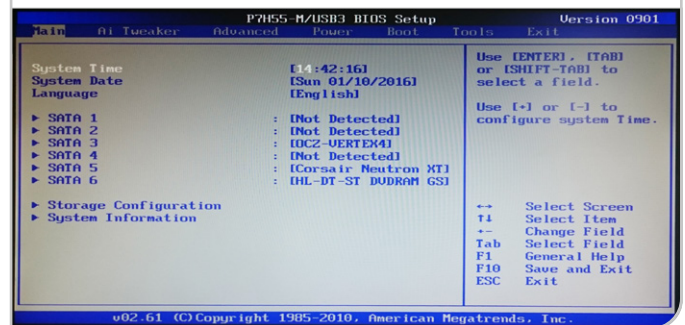 P7H55-M/USB3 BIOS Setup Version 0901
Main Ai Tweaker Advanced Power Boot Tools Exit
System Time [14:42:16]
System Date [Sun 01/10/2016]
Language [English]
► SATA 1 : [Not Detected]
► SATA 2 : [Not Detected]
► SATA 3 : [OCZ-VERTEX4]
► SATA 4 : [Not Detected]
► SATA 5 : [Corsair Neutron XT]
► SATA 6 : [HL-DT-ST DVDRAM GS]
► Storage Configuration
► System Information
Use [ENTER], [TAB]
or [SHIFT-TAB] to
select a field.
Use [+] or [-] to
configure system Time.
↔ Select Screen
↑↓ Select Item
+- Change Field
Tab Select Field
F1 General Help
F10 Save and Exit
ESC Exit
v02.61 (C)Copyright 1985-2010, American Megatrends, Inc.